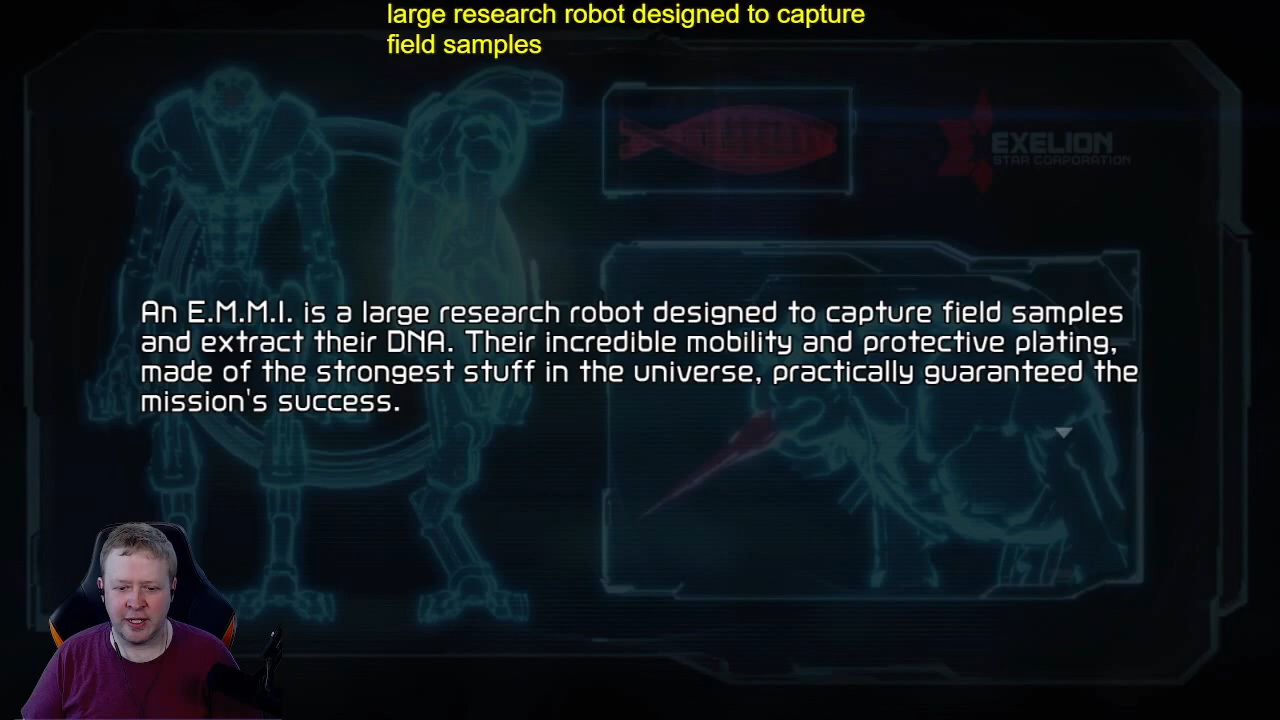 large research robot designed to capture
field samples
EXELION
STAR CORPORATION
An E.M.M.I. is a large research robot designed to capture field samples
and extract their DNA. Their incredible mobility and protective plating,
made of the strongest stuff in the universe, practically guaranteed the
mission's success.